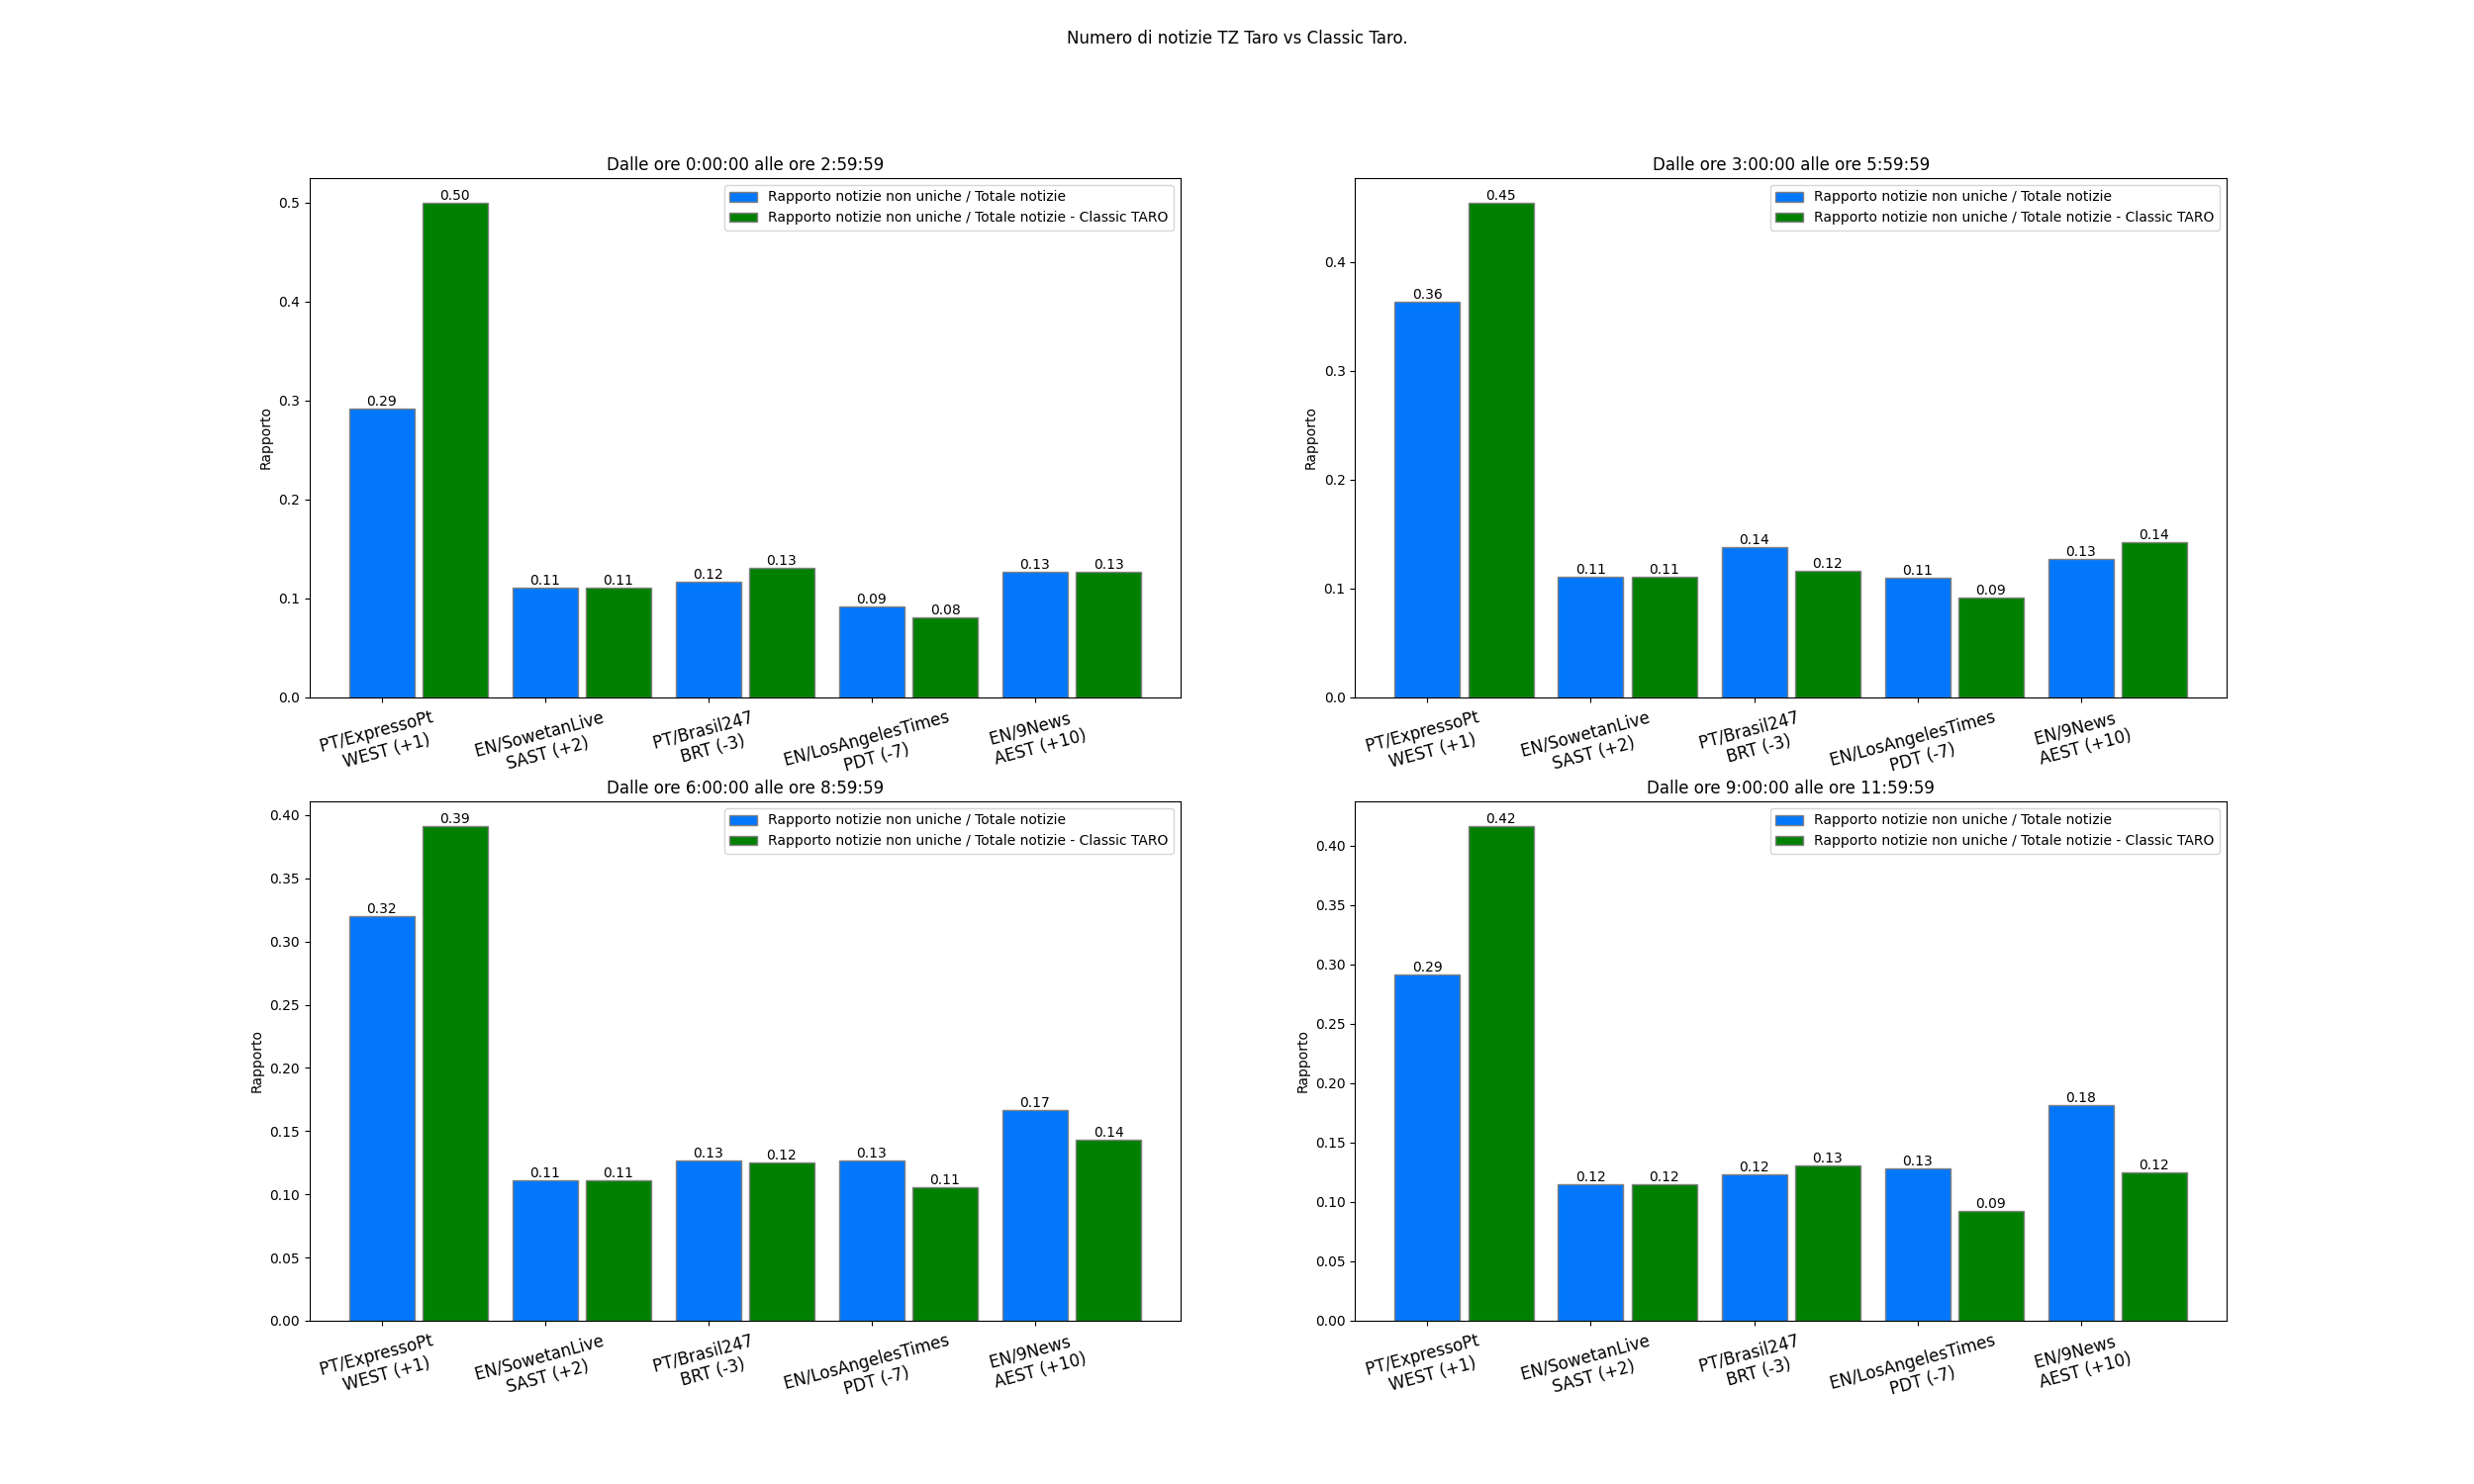 Numero di notizie TZ Taro vs Classic Taro.
Dalle ore 0:00:00 alle ore 2:59:59
Rapporto notizie non uniche / Totale notizie
Rapporto notizie non uniche / Totale notizie - Classic TARO
Rapporto
0.5
0.4
0.3
0.2
0.1
0.0
0.29
0.50
0.11
0.11
0.12
0.13
0.09
0.08
0.13
0.13
PT/ExpressoPt
WEST (+1)
EN/SowetanLive
SAST (+2)
PT/Brasil247
BRT (-3)
EN/LosAngelesTimes
PDT (-7)
EN/9News
AEST (+10)
Dalle ore 3:00:00 alle ore 5:59:59
Rapporto notizie non uniche / Totale notizie
Rapporto notizie non uniche / Totale notizie - Classic TARO
Rapporto
0.4
0.3
0.2
0.1
0.0
0.36
0.45
0.11
0.11
0.14
0.12
0.11
0.09
0.13
0.14
PT/ExpressoPt
WEST (+1)
EN/SowetanLive
SAST (+2)
PT/Brasil247
BRT (-3)
EN/LosAngelesTimes
PDT (-7)
EN/9News
AEST (+10)
Dalle ore 6:00:00 alle ore 8:59:59
Rapporto notizie non uniche / Totale notizie
Rapporto notizie non uniche / Totale notizie - Classic TARO
Rapporto
0.40
0.35
0.30
0.25
0.20
0.15
0.10
0.05
0.00
0.32
0.39
0.11
0.11
0.13
0.12
0.13
0.11
0.17
0.14
PT/ExpressoPt
WEST (+1)
EN/SowetanLive
SAST (+2)
PT/Brasil247
BRT (-3)
EN/LosAngelesTimes
PDT (-7)
EN/9News
AEST (+10)
Dalle ore 9:00:00 alle ore 11:59:59
Rapporto notizie non uniche / Totale notizie
Rapporto notizie non uniche / Totale notizie - Classic TARO
Rapporto
0.40
0.35
0.30
0.25
0.20
0.15
0.10
0.05
0.00
0.29
0.42
0.12
0.12
0.12
0.13
0.13
0.09
0.18
0.12
PT/ExpressoPt
WEST (+1)
EN/SowetanLive
SAST (+2)
PT/Brasil247
BRT (-3)
EN/LosAngelesTimes
PDT (-7)
EN/9News
AEST (+10)